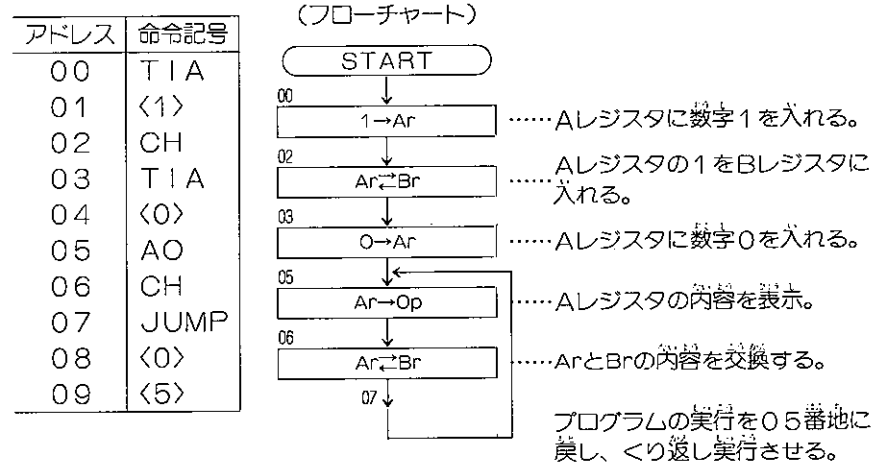 アドレス 命令記号
00 TIA
01 〈1〉
02 CH
03 TIA
04 〈0〉
05 AO
06 CH
07 JUMP
08 〈0〉
09 〈5〉
(フローチャート)
START
00
1→Ar
……Aレジスタに数字1を入れる。
02
Ar⇄Br
……Aレジスタの1をBレジスタに
入れる。
03
0→Ar
……Aレジスタに数字0を入れる。
05
Ar→Op
……Aレジスタの内容を表示。
06
Ar⇄Br
……ArとBrの内容を交換する。
07
プログラムの実行を05番地に
戻し、くり返し実行させる。